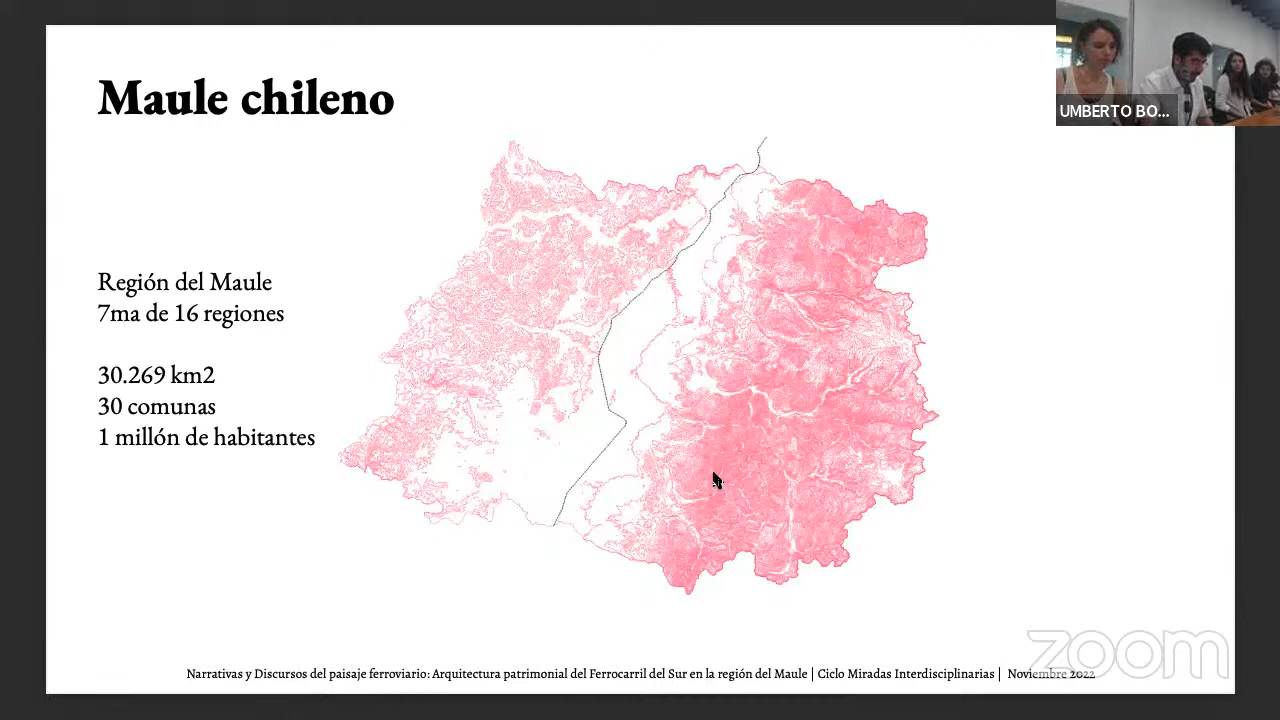 Maule chileno
UMBERTO BO...
Región del Maule
7ma de 16 regiones
30.269 km2
30 comunas
1 millón de habitantes
Narrativas y Discursos del paisaje ferroviario: Arquitectura patrimonial del Ferrocarril del Sur en la región del Maule | Ciclo Miradas Interdisciplinarias | Noviembre 2022
zoom